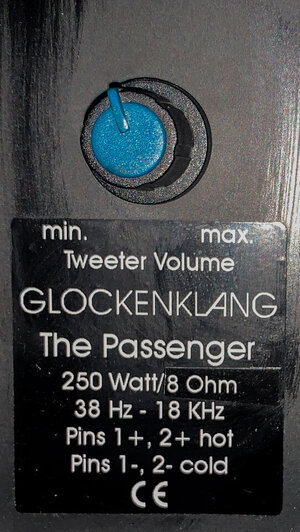 min. max.
Tweeter Volume
GLOCKENKLANG
The Passenger
250 Watt/8 Ohm
38 Hz - 18 KHz
Pins 1+, 2+ hot
Pins 1-, 2- cold
CE